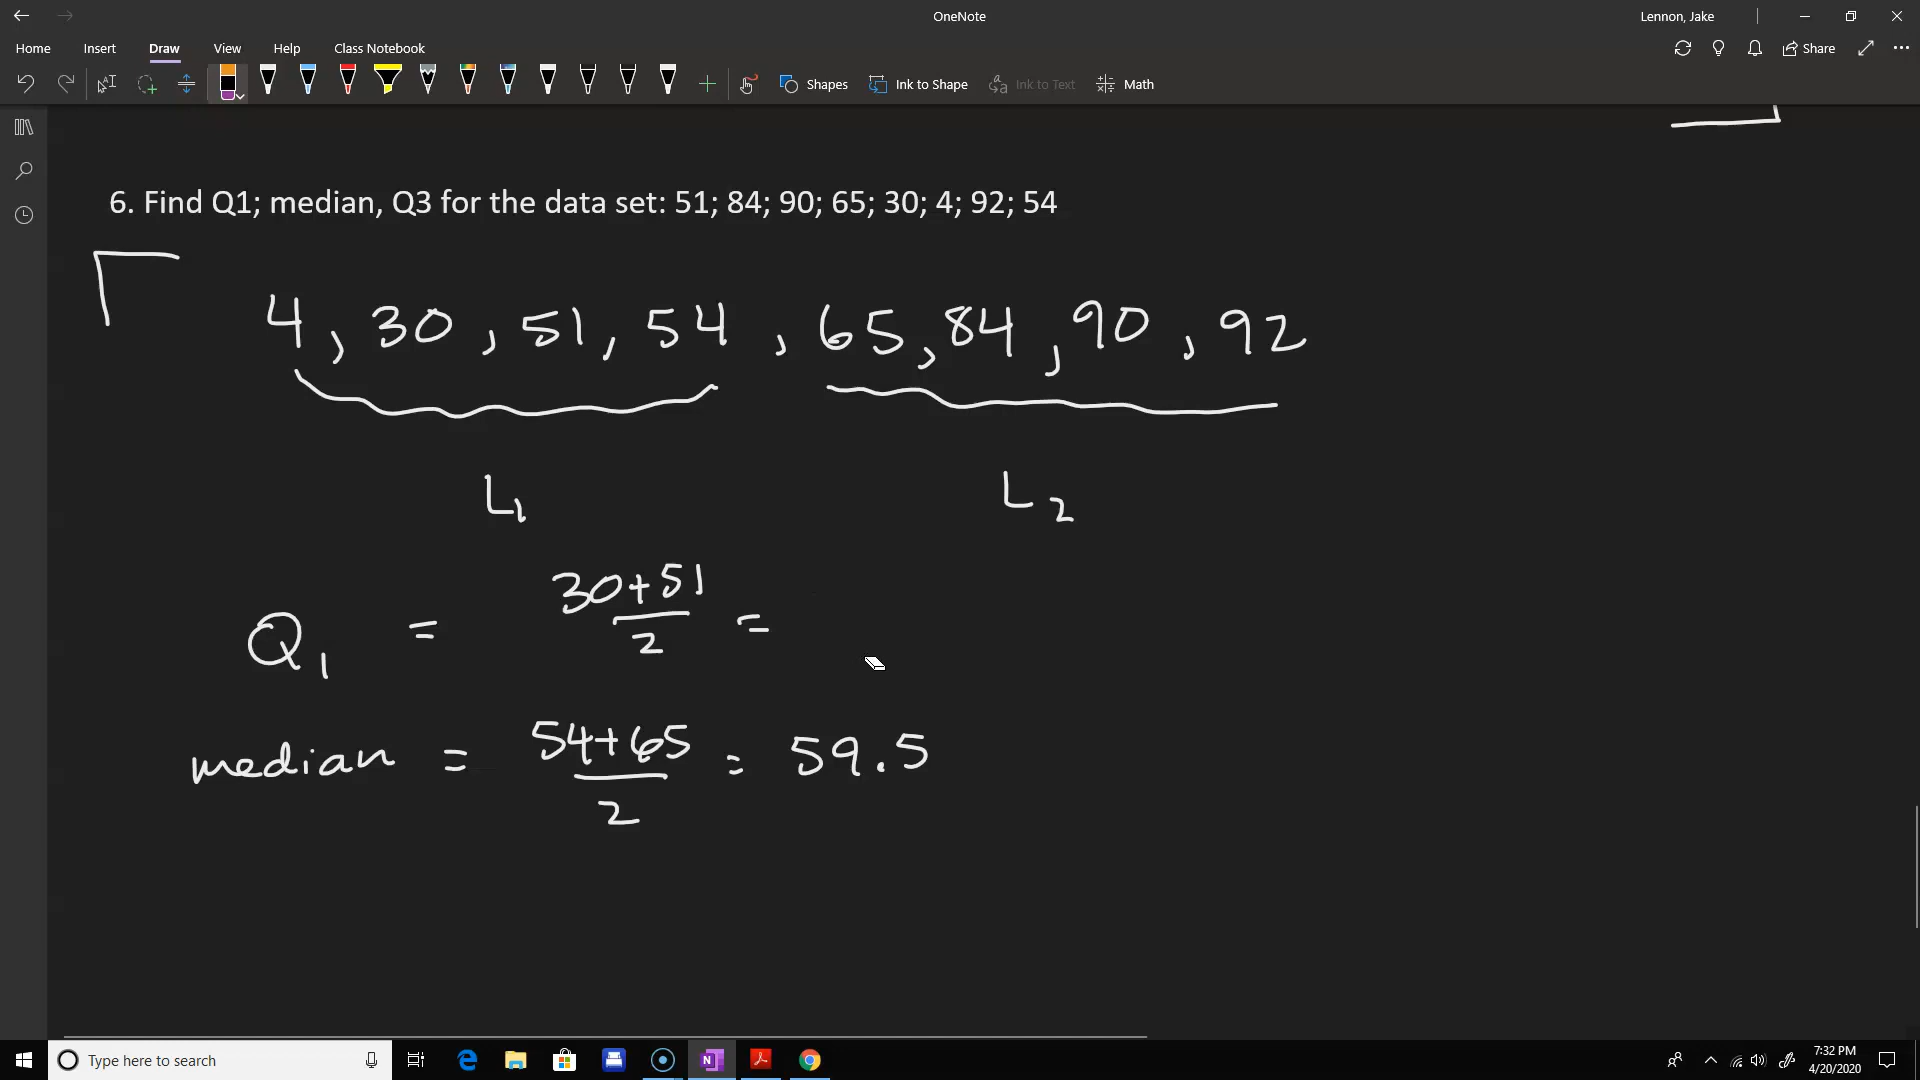 OneNote
Lennon, Jake
Home Insert Draw View Help Class Notebook
Share
Shapes Ink to Shape Ink to Text Math
6. Find Q1; median, Q3 for the data set: 51; 84; 90; 65; 30; 4; 92; 54
4, 30, 51, 54, 65, 84, 90, 92
L1 L2
Q1 = 30+51/2 =
median = 54+65/2 = 59.5
Type here to search
7:32 PM
4/20/2020